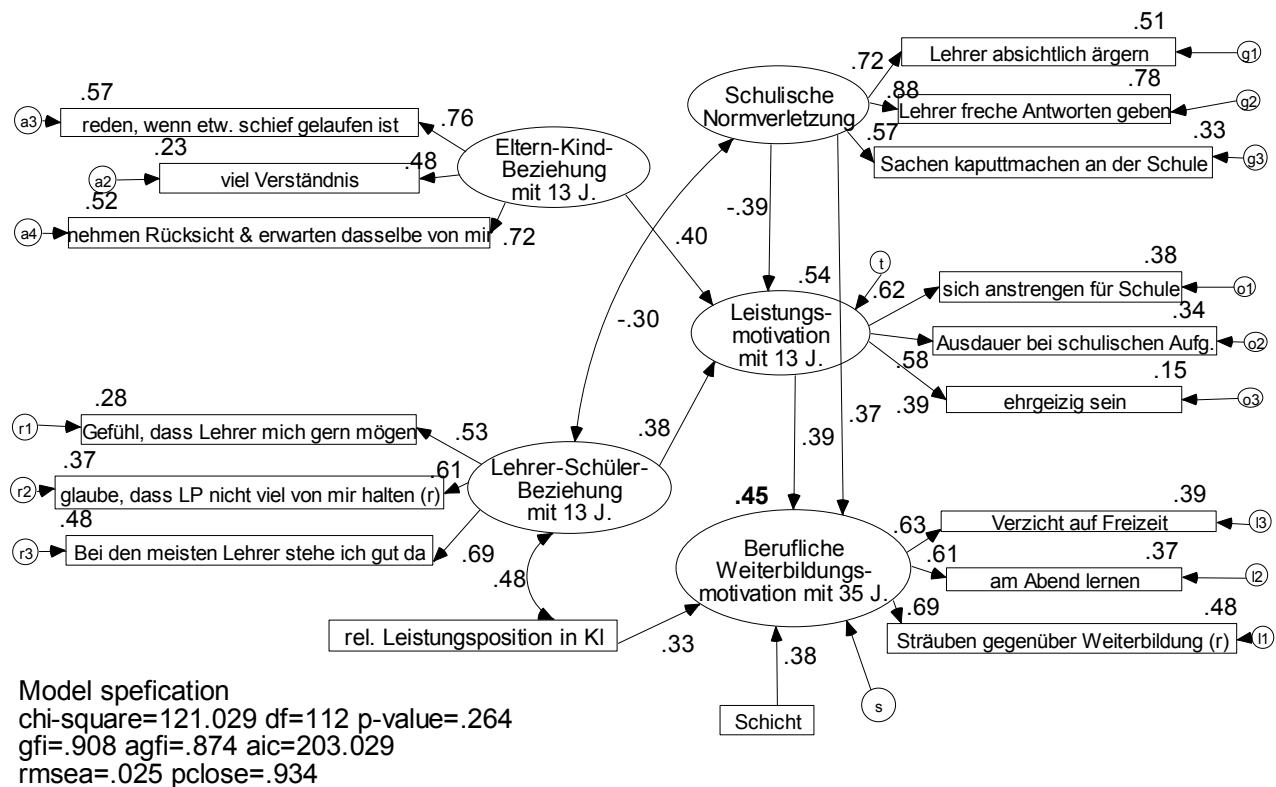 .51
.72
Lehrer absichtlich ärgern
g1
.57
.78
Schulische
Normverletzung
.88
Lehrer freche Antworten geben
g2
a3
reden, wenn etw. schief gelaufen ist
.76
.57
.33
.23
Eltern-Kind-
Beziehung
mit 13 J.
.48
Sachen kaputtmachen an der Schule
g3
a2
viel Verständnis
.52
a4
nehmen Rücksicht & erwarten dasselbe von mir
.72
-.39
.40
.38
t
.54
.62
sich anstrengen für Schule
o1
-.30
Leistungs-
motivation
mit 13 J.
.34
Ausdauer bei schulischen Aufg.
o2
.58
.15
.28
.39
ehrgeizig sein
o3
r1
Gefühl, dass Lehrer mich gern mögen
.53
.38
.37
.39
.37
Lehrer-Schüler-
Beziehung
mit 13 J.
.61
r2
glaube, dass LP nicht viel von mir halten (r)
.48
.45
.39
r3
Bei den meisten Lehrer stehe ich gut da
.69
.63
Verzicht auf Freizeit
l3
Berufliche
Weiterbildungs-
motivation mit 35 J.
.61
.37
am Abend lernen
l2
.48
.69
.48
rel. Leistungsposition in Kl
.33
Sträuben gegenüber Weiterbildung (r)
l1
.38
Schicht
s
Model spefication
chi-square=121.029 df=112 p-value=.264
gfi=.908 agfi=.874 aic=203.029
rmsea=.025 pclose=.934